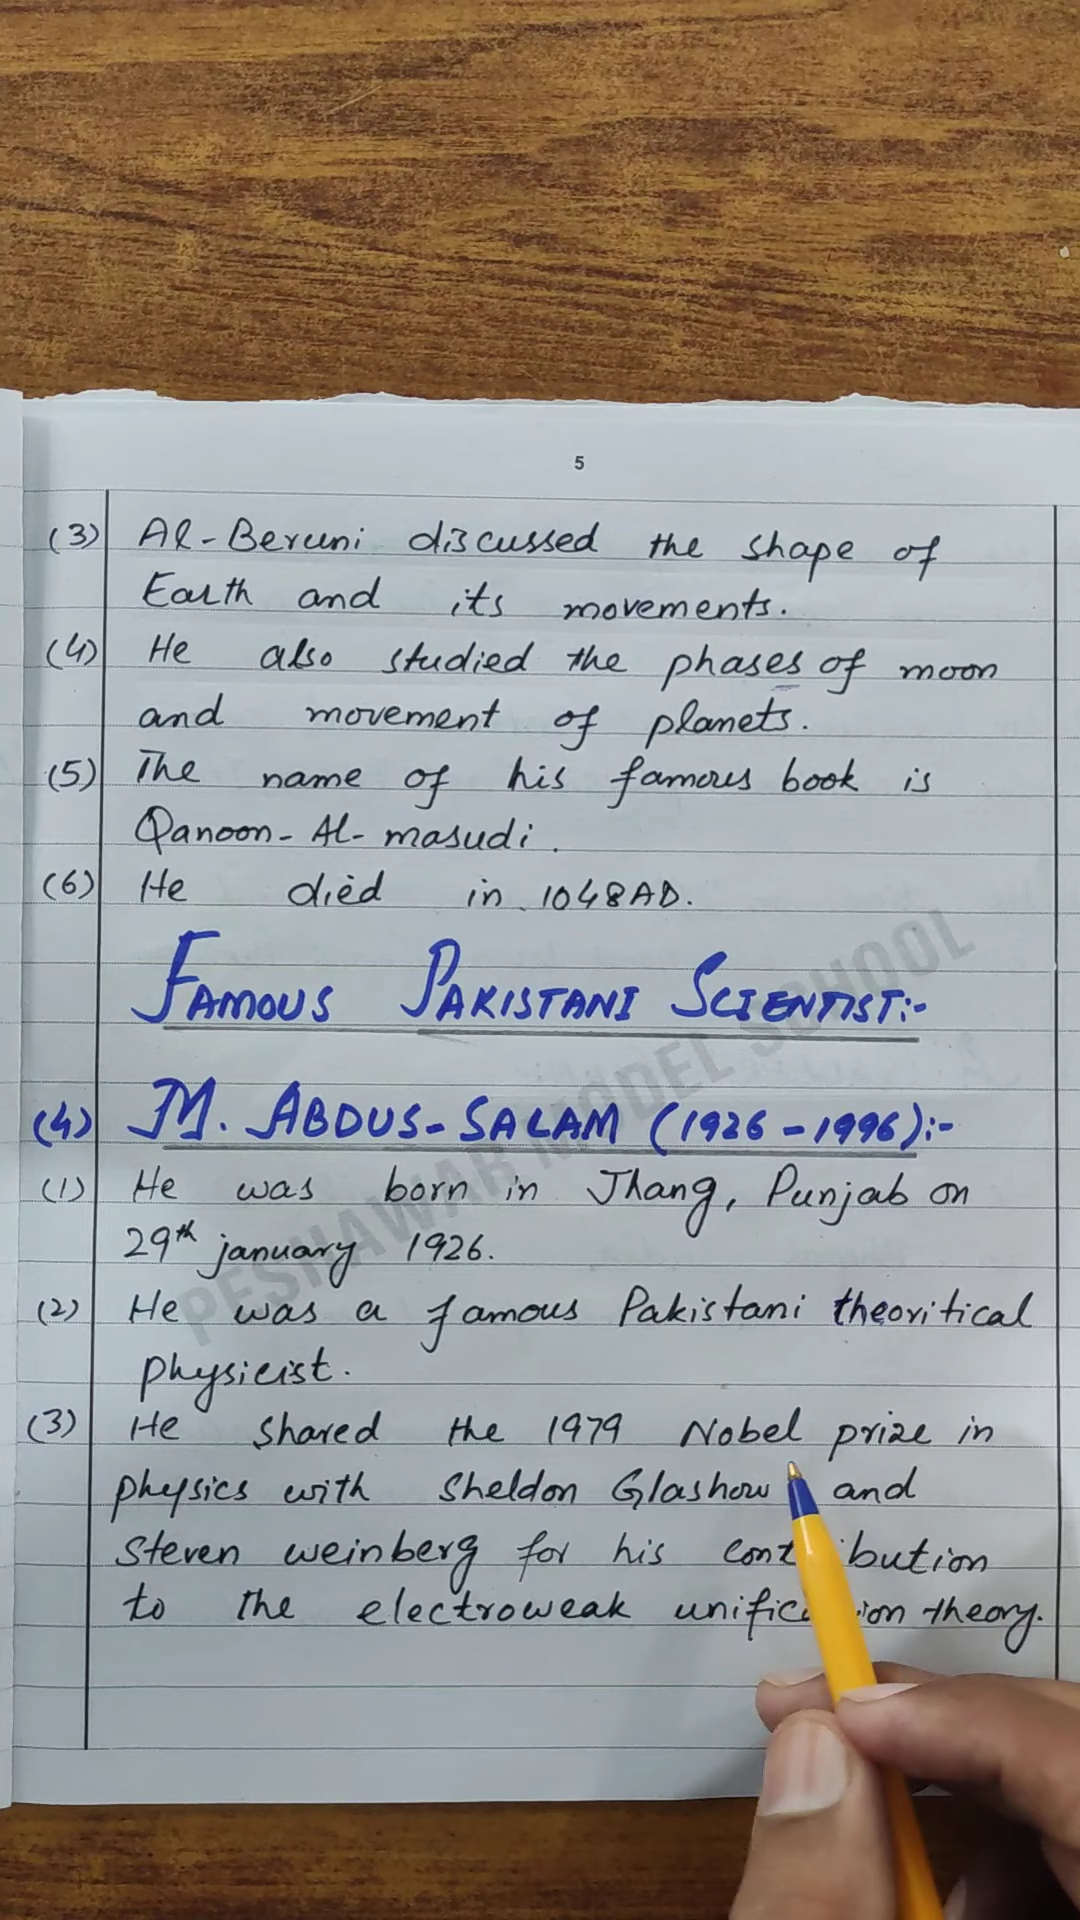 5
(3) Al-Beruni discussed the shape of
Earth and its movements.
(4) He also studied the phases of moon
and movement of planets.
(5) The name of his famous book is
Qanoon-Al-masudi.
(6) He died in 1048AD.
FAMOUS PAKISTANI SCIENTIST:-
(4) M. ABDUS-SALAM (1926-1996):-
(1) He was born in Jhang, Punjab on
29th january 1926.
(2) He was a famous Pakistani theoritical
physicist.
(3) He shared the 1979 Nobel prize in
physics with Sheldon Glashow and
Steven weinberg for his contribution
to the electroweak unification theory.
PESHAWAR MODEL SCHOOL